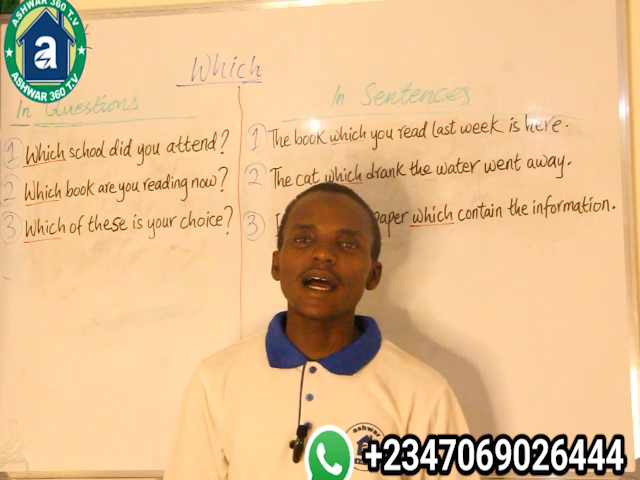 ASHWAR 360 T.V
a
ASHWAR 360 T.V
Which
In Questions
1 Which school did you attend?
2 Which book are you reading now?
3 Which of these is your choice?
In Sentences
1 The book which you read last week is here.
2 The cat which drank the water went away.
3 paper which contain the information.
ashwar
+2347069026444